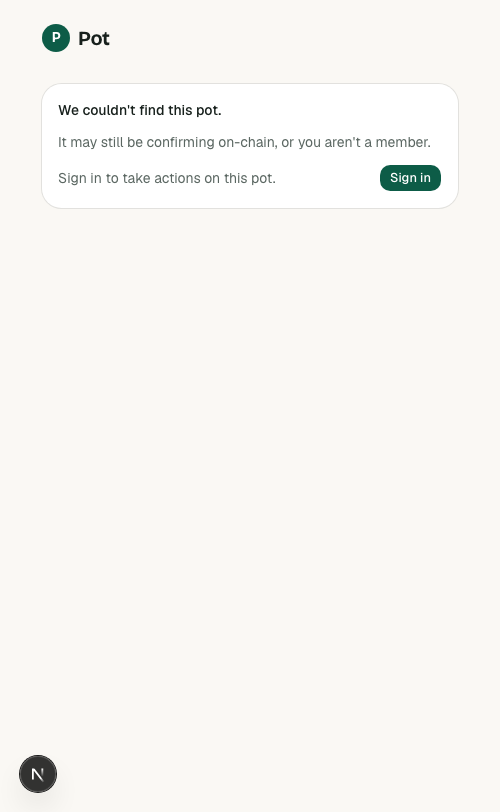 P Pot
We couldn't find this pot.
It may still be confirming on-chain, or you aren't a member.
Sign in to take actions on this pot. Sign in
N